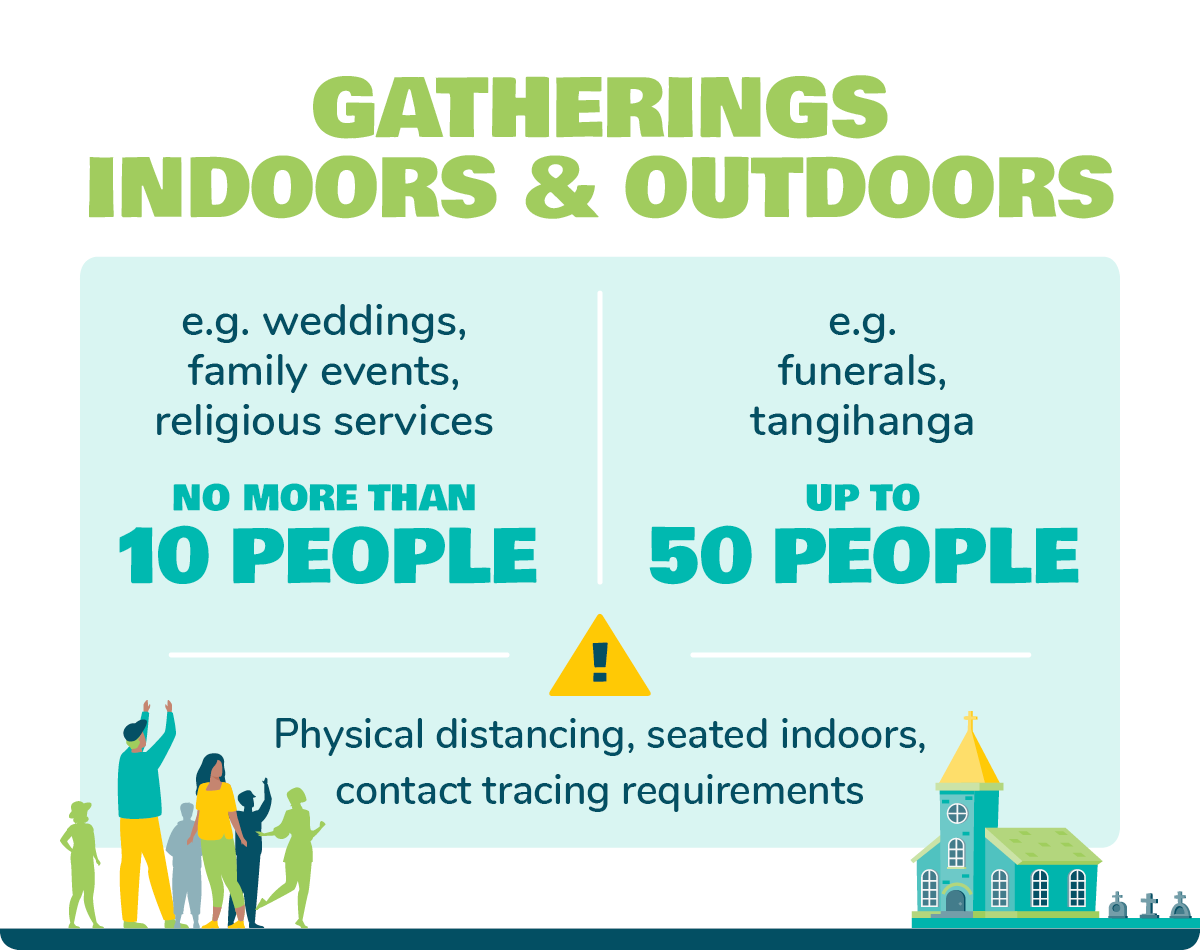 GATHERINGS
INDOORS & OUTDOORS
e.g. weddings,
family events,
religious services
NO MORE THAN
10 PEOPLE
e.g.
funerals,
tangihanga
UP TO
50 PEOPLE
!
Physical distancing, seated indoors,
contact tracing requirements